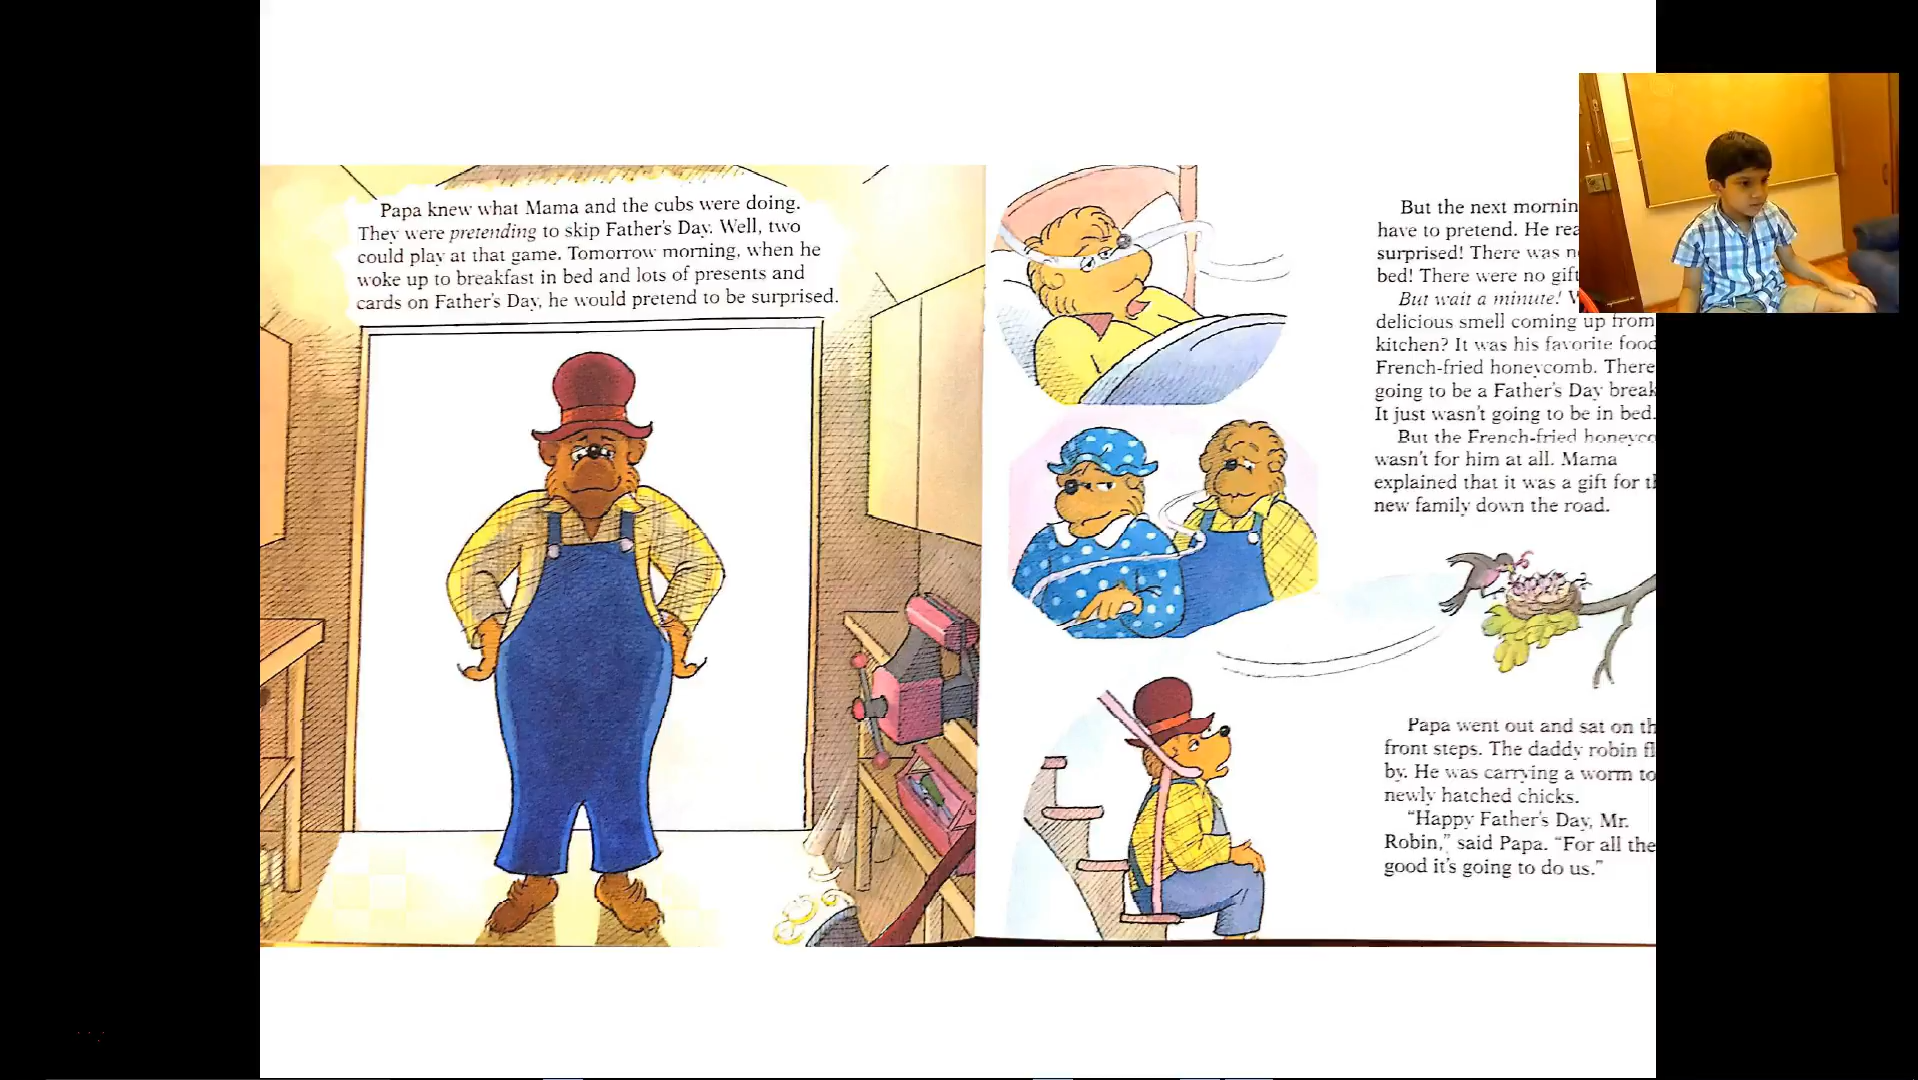 Papa knew what Mama and the cubs were doing.
They were pretending to skip Father's Day. Well, two
could play at that game. Tomorrow morning, when he
woke up to breakfast in bed and lots of presents and
cards on Father's Day, he would pretend to be surprised.
But the next mornin
have to pretend. He rea
surprised! There was n
bed! There were no gift
But wait a minute!
delicious smell coming up from
kitchen? It was his favorite food
French-fried honeycomb. There
going to be a Father's Day break
It just wasn't going to be in bed.
But the French-fried honeyco
wasn't for him at all. Mama
explained that it was a gift for t
new family down the road.
Papa went out and sat on th
front steps. The daddy robin fl
by. He was carrying a worm to
newly hatched chicks.
"Happy Father's Day, Mr.
Robin," said Papa. "For all the
good it's going to do us."